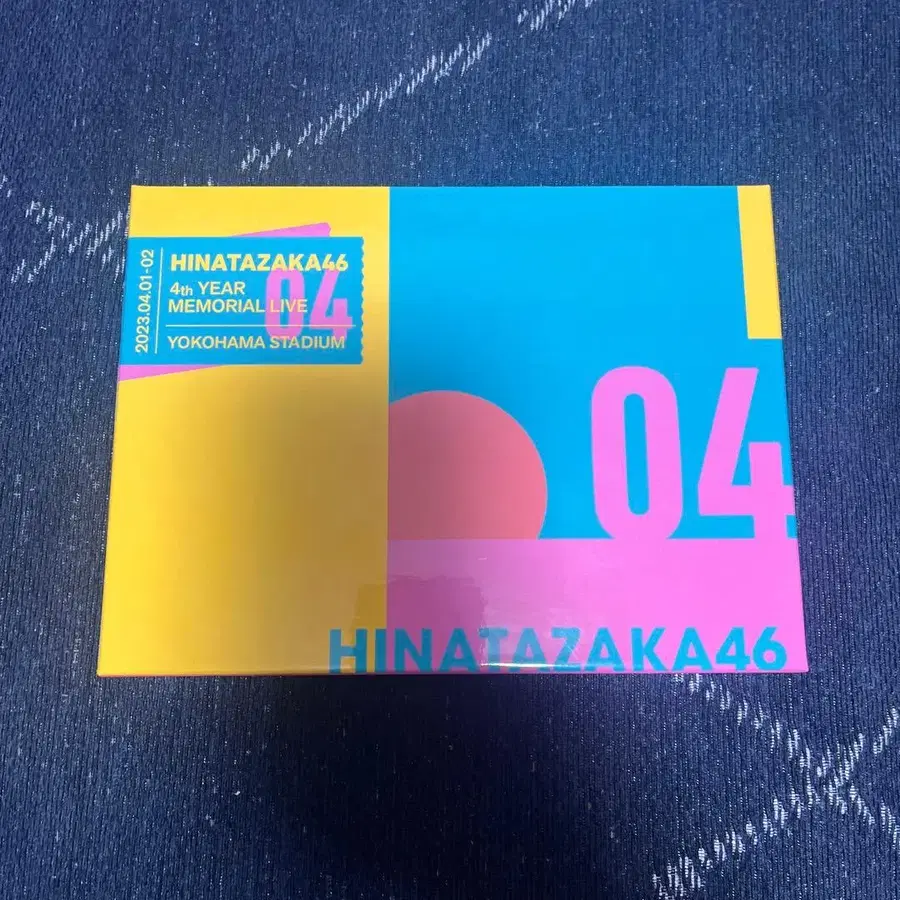 2023.04.01-02
HINATAZAKA46
4th YEAR
MEMORIAL LIVE
04
YOKOHAMA STADIUM
04
HINATAZAKA46